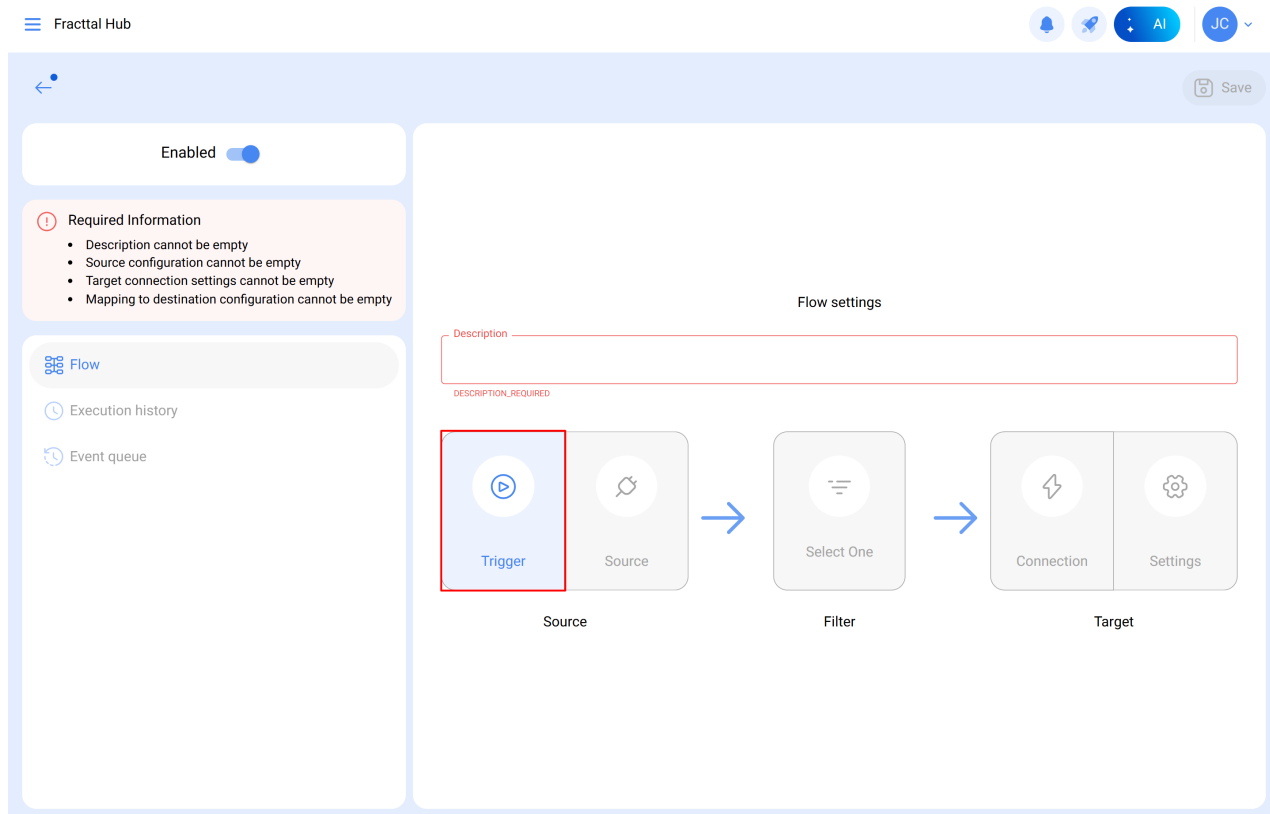 Fracttal Hub
AI
JC
Save
Enabled
Required Information
Description cannot be empty
Source configuration cannot be empty
Target connection settings cannot be empty
Mapping to destination configuration cannot be empty
Flow
Execution history
Event queue
Flow settings
Description
DESCRIPTION_REQUIRED
Trigger
Source
Select One
Connection
Settings
Source
Filter
Target